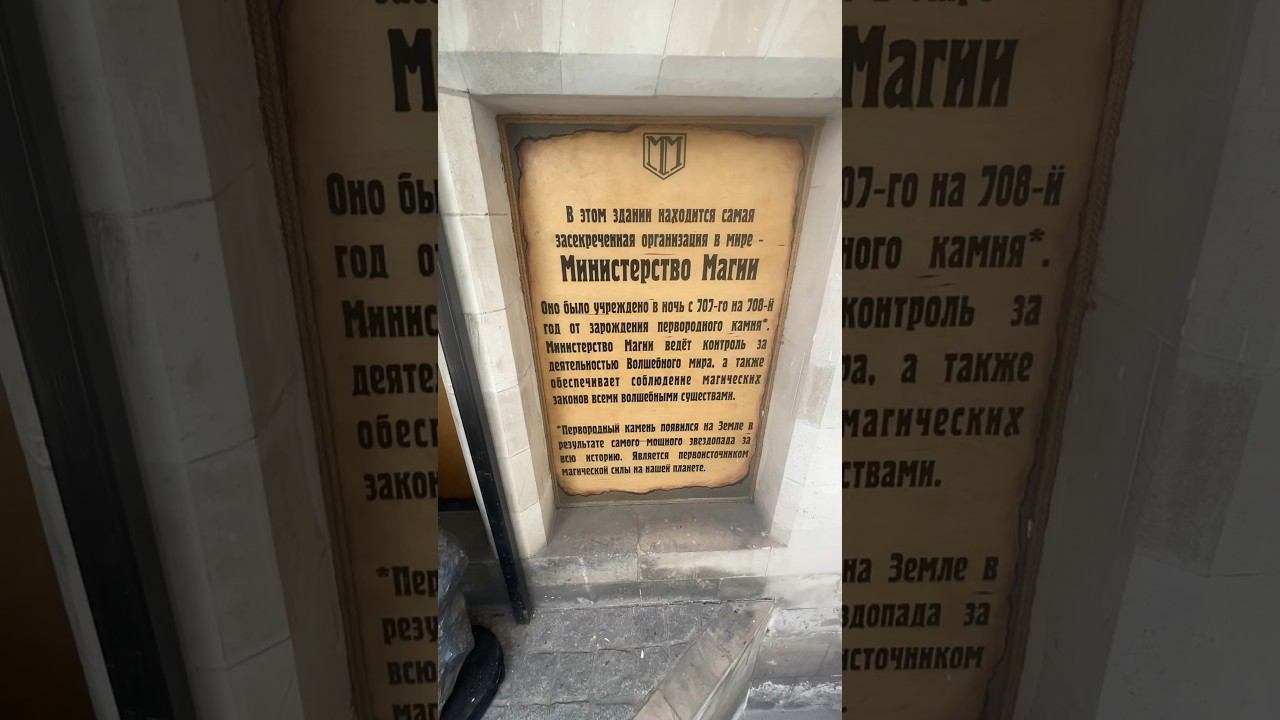 ММ
В этом здании находится самая
засекреченная организация в мире -
Министерство Магии
Оно было учреждено в ночь с 707-го на 708-й
год от зарождения первородного камня*.
Министерство Магии ведёт контроль за
деятельностью Волшебного мира, а также
обеспечивает соблюдение магических
законов всеми волшебными существами.
*Первородный камень появился на Земле в
результате самого мощного звездопада за
всю историю. Является первоисточником
магической силы на нашей планете.